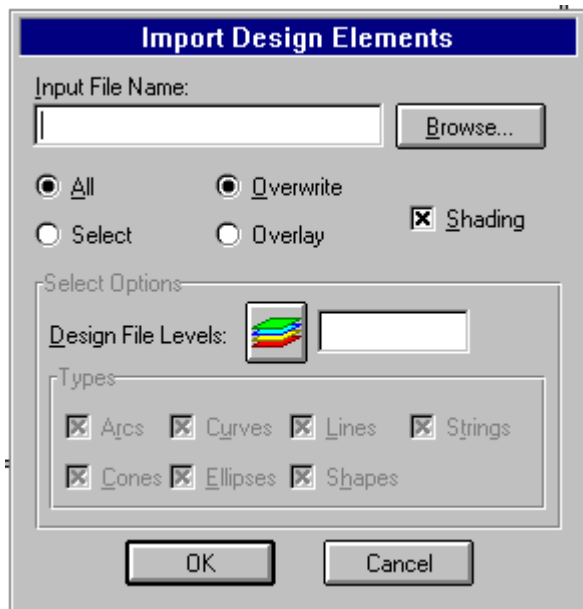 Import Design Elements
Input File Name:
Browse...
All Overwrite
Shading
Select Overlay
Select Options
Design File Levels:
Types
Arcs Curves Lines Strings
Cones Ellipses Shapes
OK Cancel